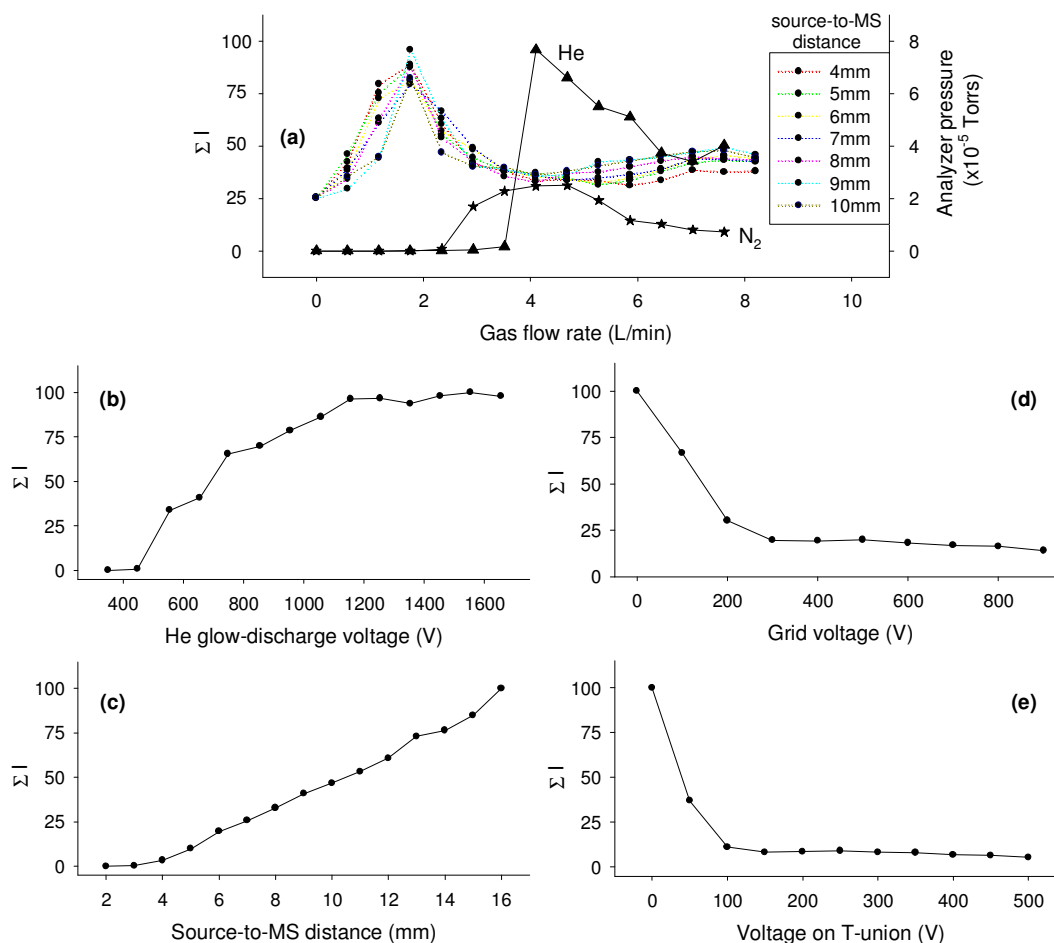 source-to-MS
distance
4mm
5mm
6mm
7mm
8mm
9mm
10mm
(a)
He
N2
100
75
50
25
0
Σ I
8
7
6
5
4
3
2
1
0
Analyzer pressure
(x10-5 Torrs)
0 2 4 6 8 10
Gas flow rate (L/min)
(b)
100
75
50
25
0
Σ I
400 600 800 1000 1200 1400 1600
He glow-discharge voltage (V)
(d)
100
75
50
25
0
Σ I
0 200 400 600 800
Grid voltage (V)
(c)
100
75
50
25
0
Σ I
2 4 6 8 10 12 14 16
Source-to-MS distance (mm)
(e)
100
75
50
25
0
Σ I
0 100 200 300 400 500
Voltage on T-union (V)